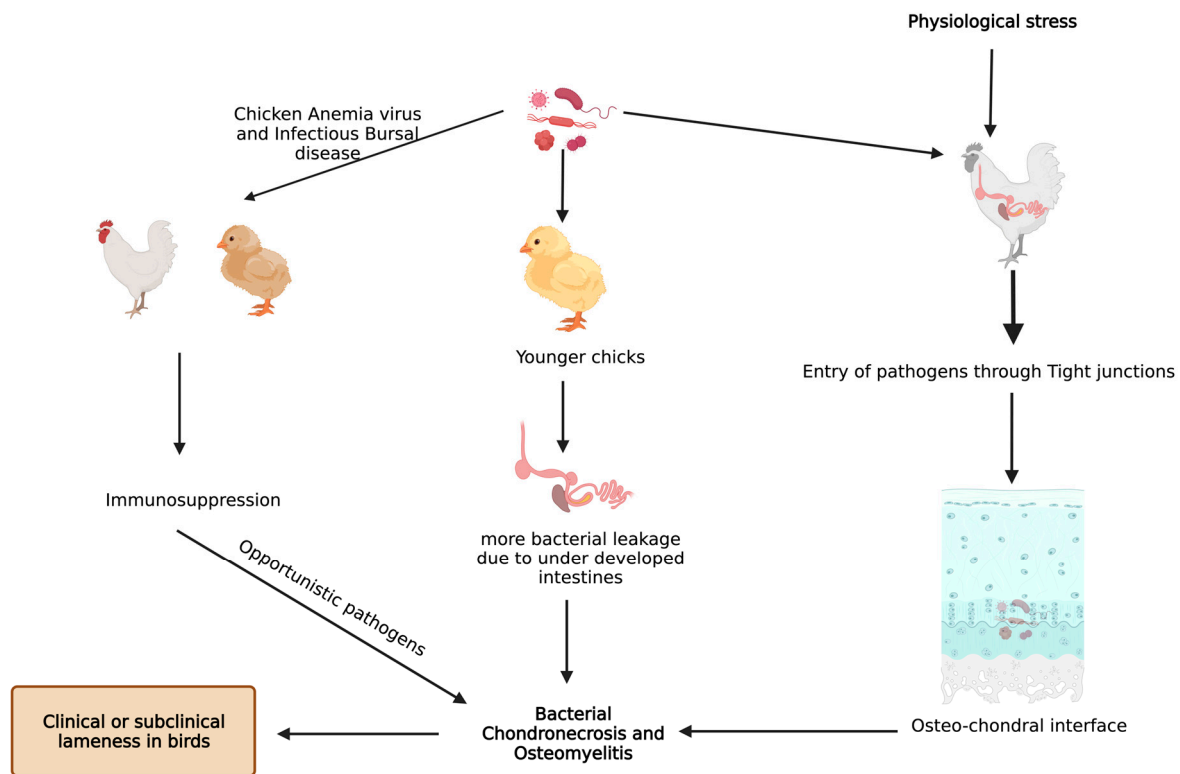 Physiological stress
Chicken Anemia virus
and Infectious Bursal
disease
Younger chicks
Entry of pathogens through Tight junctions
Immunosuppression
more bacterial leakage
due to under developed
intestines
Opportunistic pathogens
Osteo-chondral interface
Bacterial
Chondronecrosis and
Osteomyelitis
Clinical or subclinical
lameness in birds